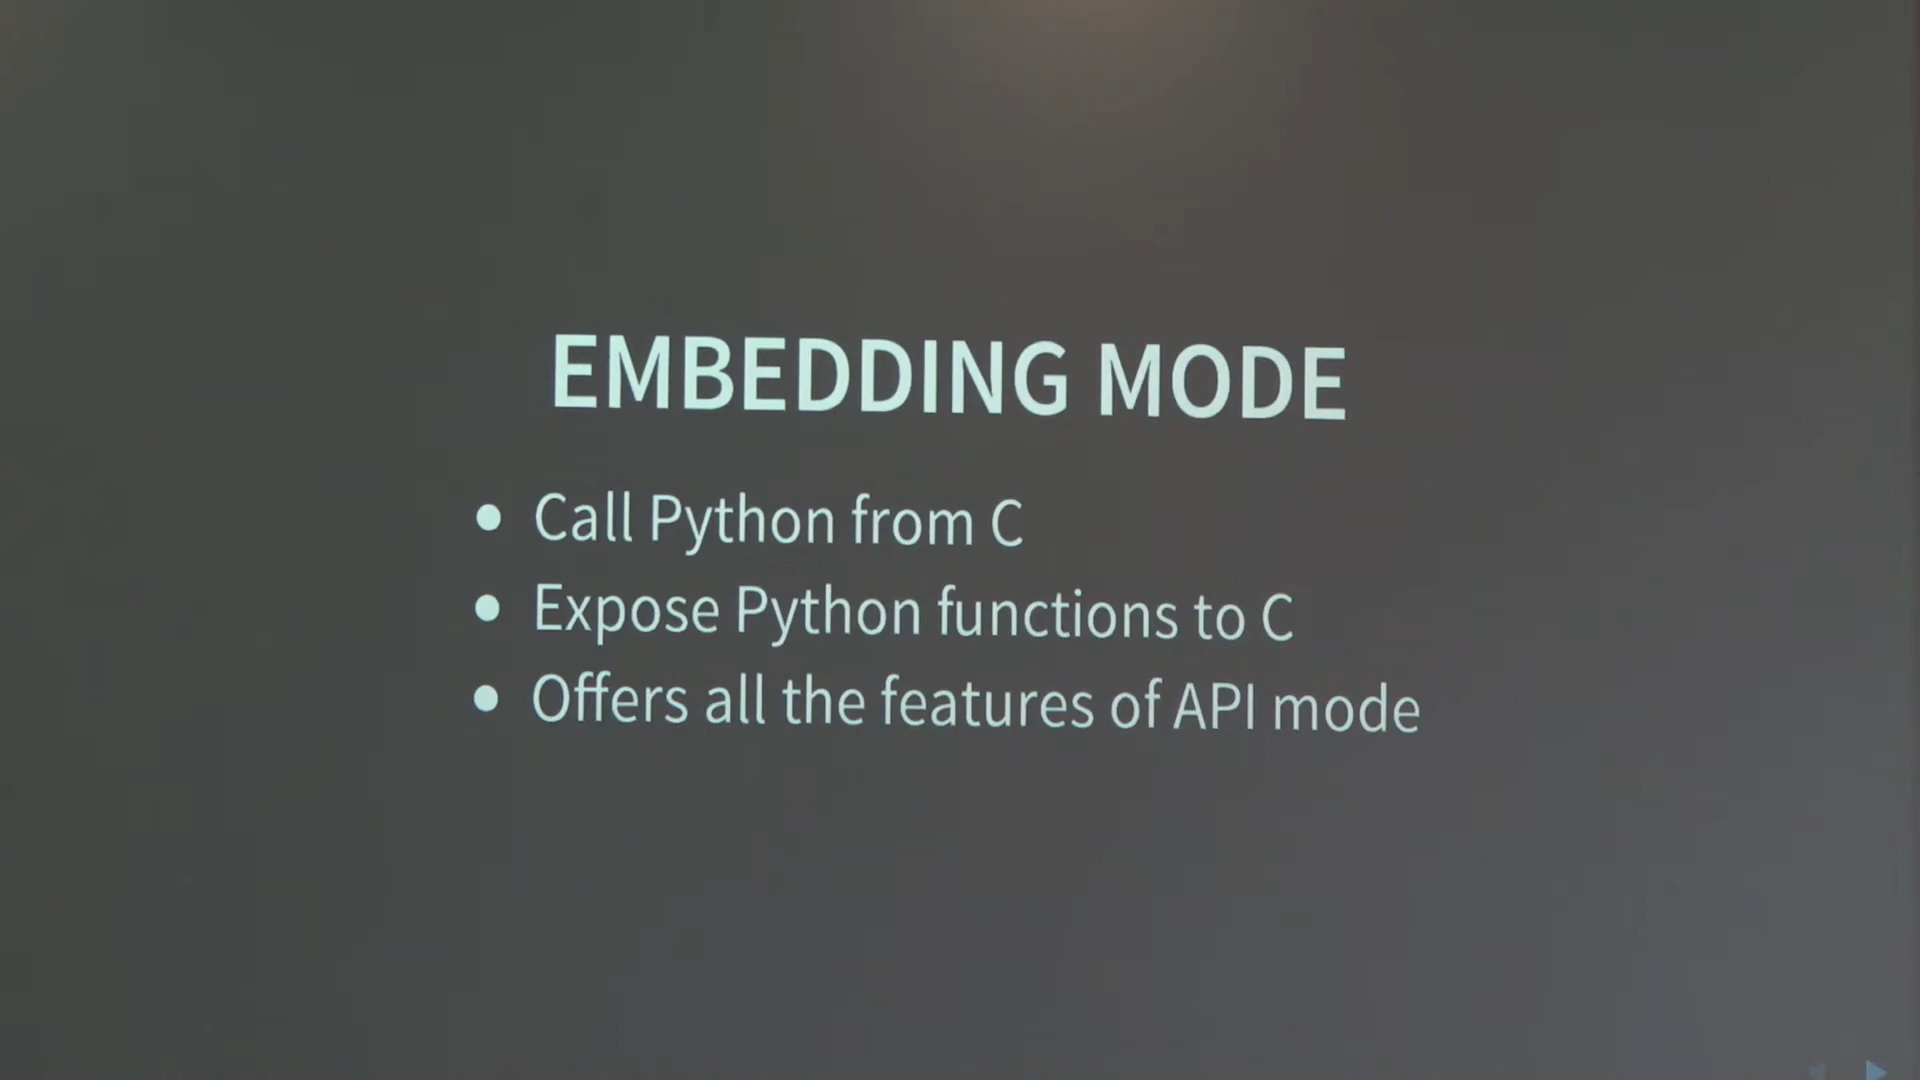 EMBEDDING MODE
• Call Python from C
• Expose Python functions to C
• Offers all the features of API mode